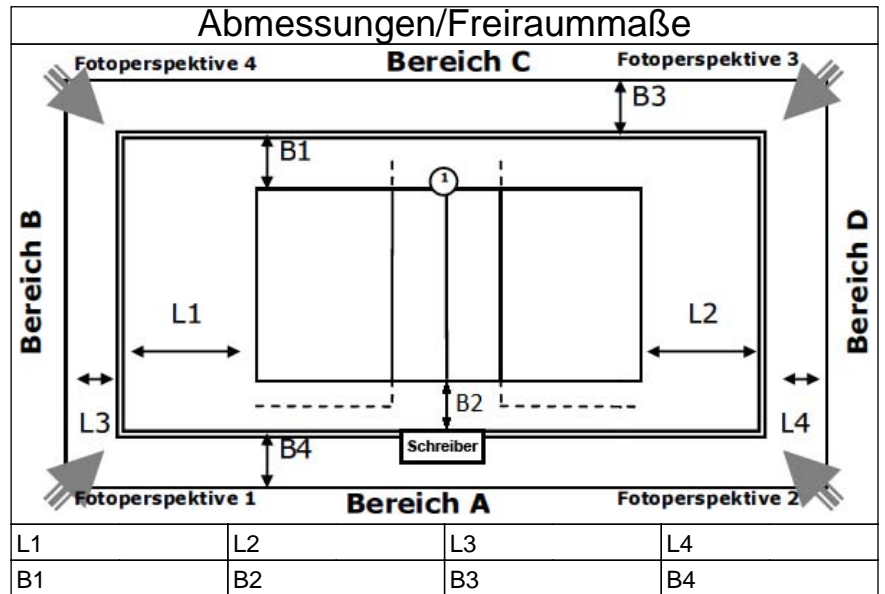 Abmessungen/Freiraummaße
Fotoperspektive 4
Bereich C
Fotoperspektive 3
B3
B1
1
Bereich B
Bereich D
L1
L2
B2
L3
L4
B4
Schreiber
Fotoperspektive 1
Bereich A
Fotoperspektive 2
L1 L2 L3 L4
B1 B2 B3 B4